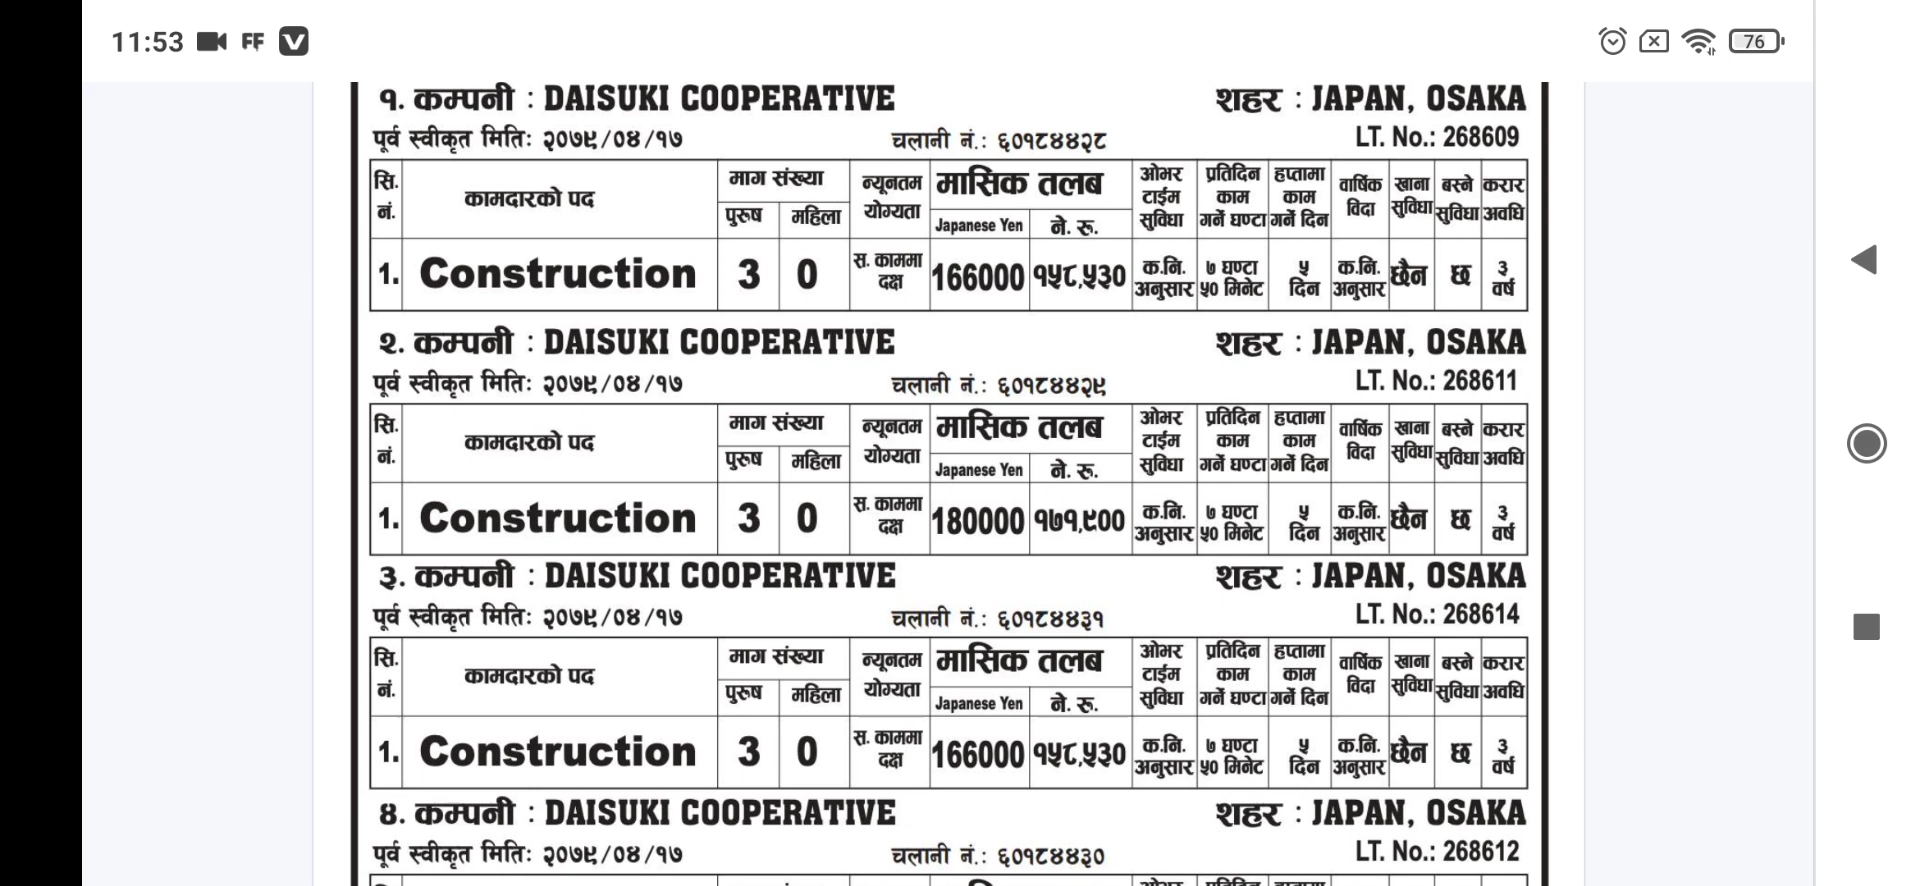 11:53 FF V 76
१. कम्पनी : DAISUKI COOPERATIVE शहर : JAPAN, OSAKA
पूर्व स्वीकृत मितिः २०७९/०४/१७ चलानी नं.: ६०१८४४२८ LT. No.: 268609
सि. नं. कामदारको पद माग संख्या पुरुष महिला न्यूनतम योग्यता मासिक तलब Japanese Yen ने. रू. ओभर टाईम सुविधा प्रतिदिन काम गर्ने घण्टा हप्तामा काम गर्ने दिन वार्षिक विदा खाना सुविधा बस्ने सुविधा करार अवधि
1. Construction 3 0 स. काममा दक्ष 166000 १५८,५३० क.नि. अनुसार ७ घण्टा ५० मिनेट ५ दिन क.नि. अनुसार छैन छ ३ वर्ष
२. कम्पनी : DAISUKI COOPERATIVE शहर : JAPAN, OSAKA
पूर्व स्वीकृत मितिः २०७९/०४/१७ चलानी नं.: ६०१८४४२९ LT. No.: 268611
सि. नं. कामदारको पद माग संख्या पुरुष महिला न्यूनतम योग्यता मासिक तलब Japanese Yen ने. रू. ओभर टाईम सुविधा प्रतिदिन काम गर्ने घण्टा हप्तामा काम गर्ने दिन वार्षिक विदा खाना सुविधा बस्ने सुविधा करार अवधि
1. Construction 3 0 स. काममा दक्ष 180000 १७१,९०० क.नि. अनुसार ७ घण्टा ५० मिनेट ५ दिन क.नि. अनुसार छैन छ ३ वर्ष
३. कम्पनी : DAISUKI COOPERATIVE शहर : JAPAN, OSAKA
पूर्व स्वीकृत मितिः २०७९/०४/१७ चलानी नं.: ६०१८४४३१ LT. No.: 268614
सि. नं. कामदारको पद माग संख्या पुरुष महिला न्यूनतम योग्यता मासिक तलब Japanese Yen ने. रू. ओभर टाईम सुविधा प्रतिदिन काम गर्ने घण्टा हप्तामा काम गर्ने दिन वार्षिक विदा खाना सुविधा बस्ने सुविधा करार अवधि
1. Construction 3 0 स. काममा दक्ष 166000 १५८,५३० क.नि. अनुसार ७ घण्टा ५० मिनेट ५ दिन क.नि. अनुसार छैन छ ३ वर्ष
४. कम्पनी : DAISUKI COOPERATIVE शहर : JAPAN, OSAKA
पूर्व स्वीकृत मितिः २०७९/०४/१७ चलानी नं.: ६०१८४४३० LT. No.: 268612